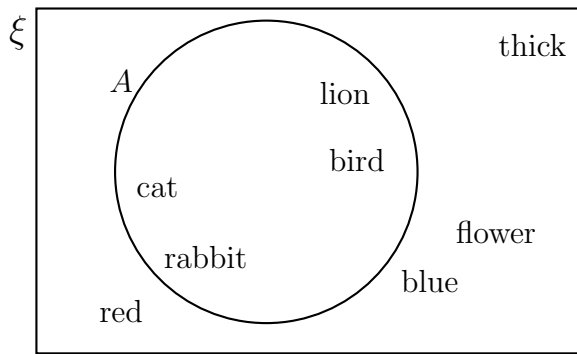 ξ
thick
A
lion
bird
cat
flower
rabbit
blue
red